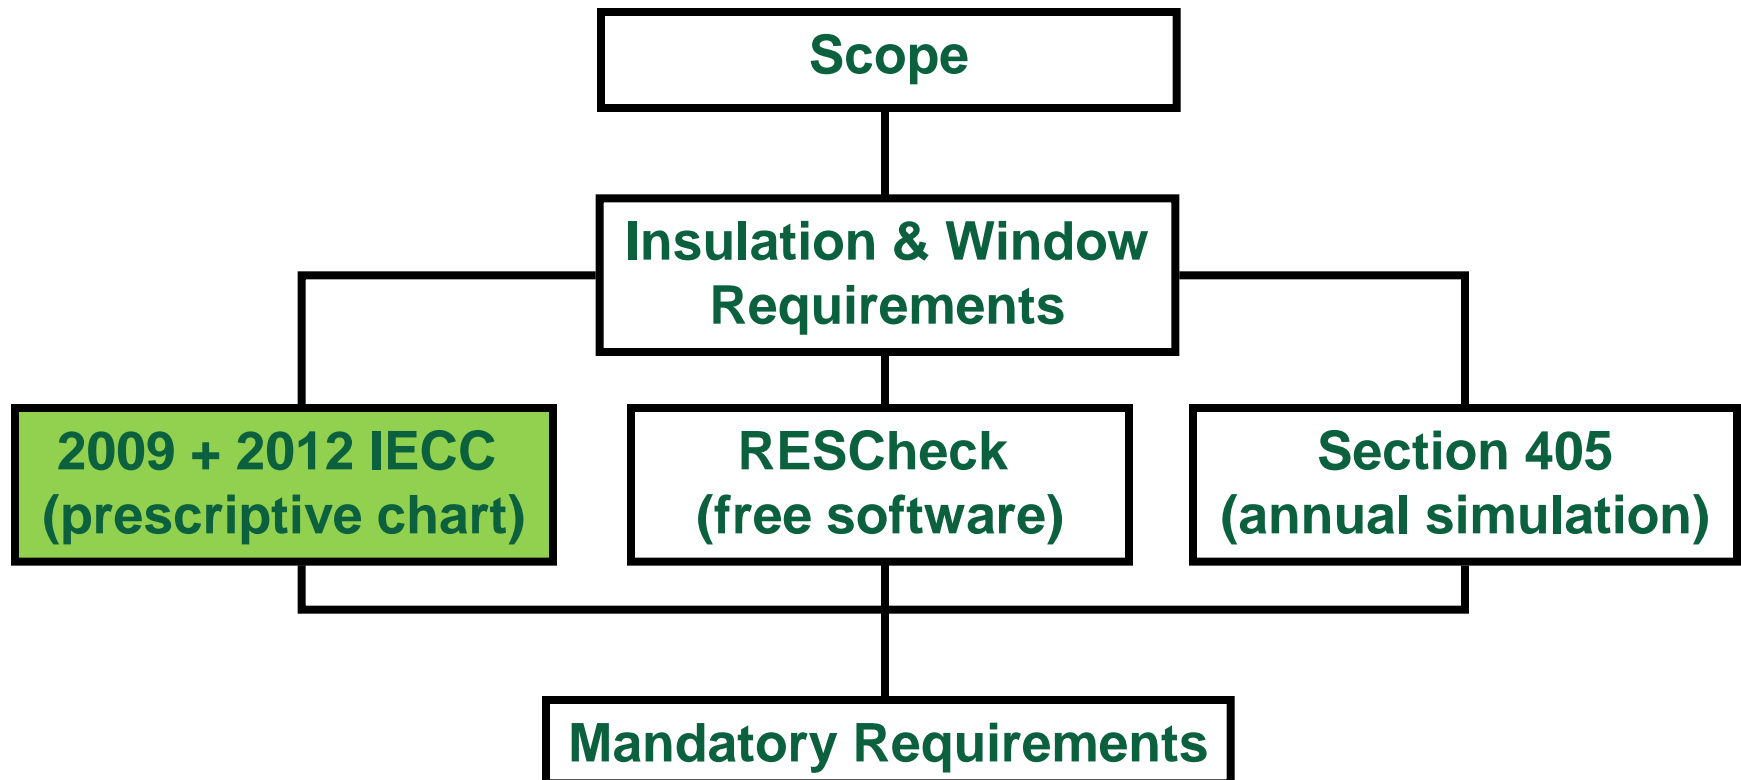 Scope
Insulation & Window
Requirements
2009 + 2012 IECC
(prescriptive chart)
RESCheck
(free software)
Section 405
(annual simulation)
Mandatory Requirements